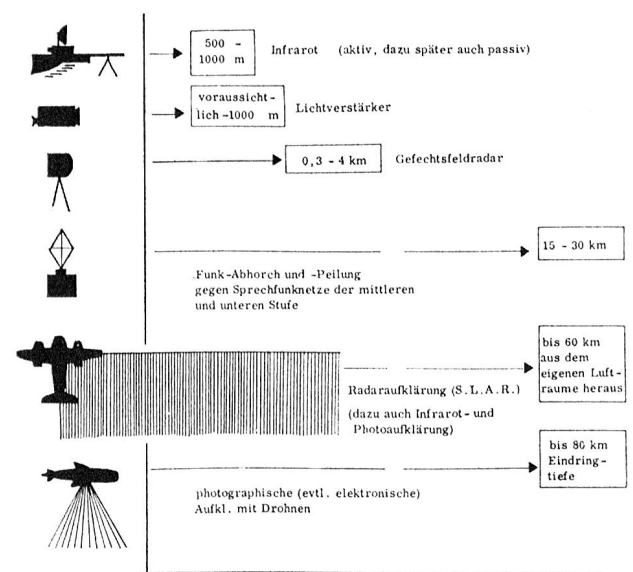 500 -
1000 m
Infrarot (aktiv, dazu später auch passiv)
voraussicht-
lich -1000 m
Lichtverstärker
0,3 - 4 km
Gefechtsfeldradar
15 - 30 km
Funk-Abhorch und -Peilung
gegen Sprechfunknetze der mittleren
und unteren Stufe
bis 60 km
aus dem
eigenen Luft-
raume heraus
Radaraufklärung (S.L.A.R.)
(dazu auch Infrarot- und
Photoaufklärung)
bis 80 km
Eindring-
tiefe
photographische (evtl. elektronische)
Aufkl. mit Drohnen